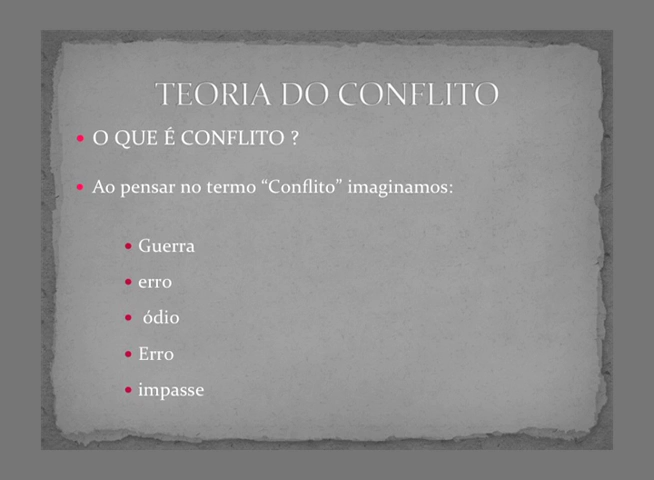 TEORIA DO CONFLITO
O QUE É CONFLITO ?
Ao pensar no termo “Conflito” imaginamos:
Guerra
erro
ódio
Erro
impasse